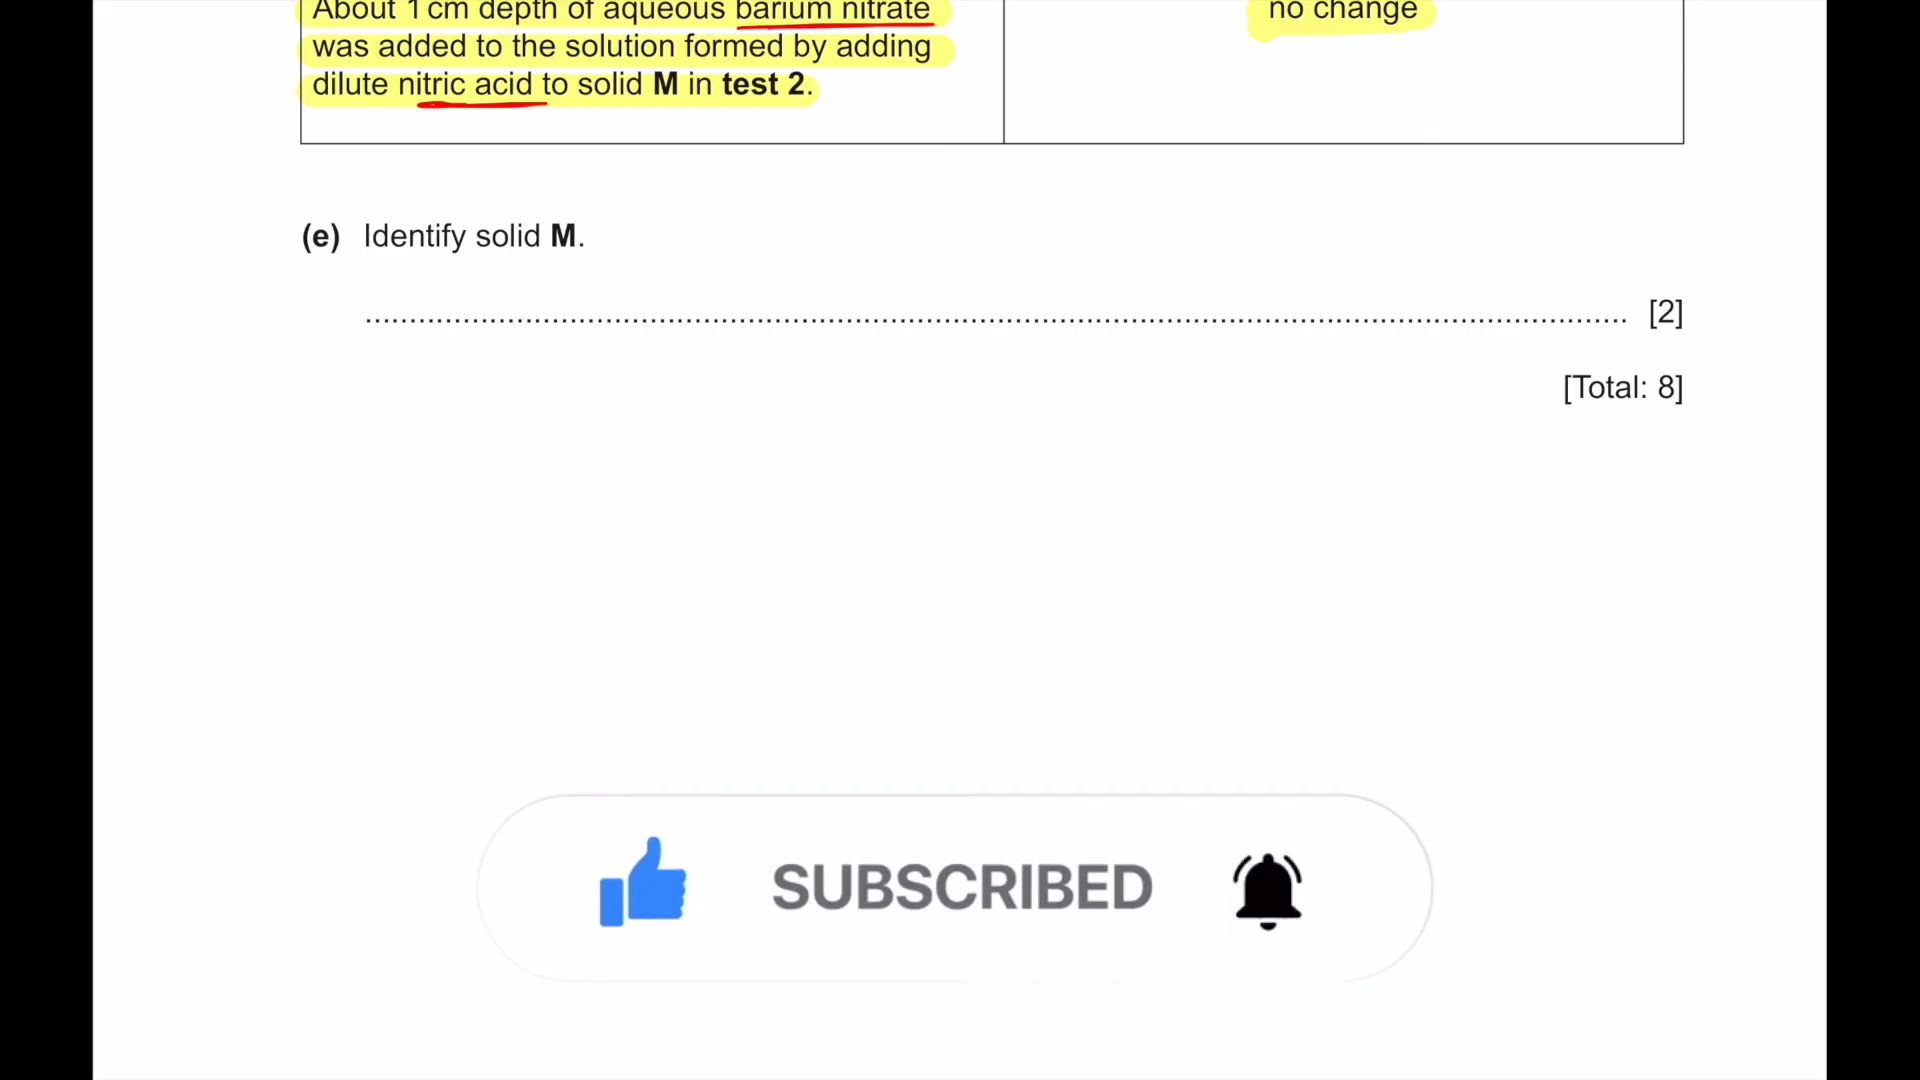 About 1 cm depth of aqueous barium nitrate
was added to the solution formed by adding
dilute nitric acid to solid M in test 2.
no change
(e) Identify solid M.
.................................................................................................................................................. [2]
[Total: 8]
SUBSCRIBED